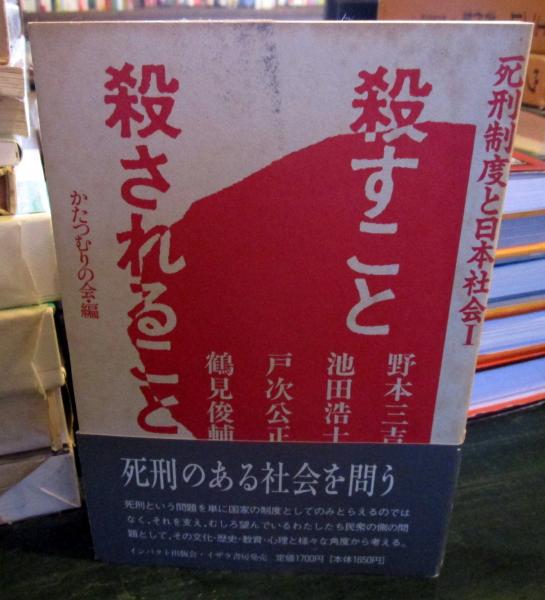 死刑制度と日本社会Ⅰ
殺すこと
殺されること
かたつむりの会・編
野本三吉
池田浩士
戸次公正
鶴見俊輔
死刑のある社会を問う
死刑という問題を単に国家の制度としてのみとらえるのでは
なく、それを支え、むしろ望んでいるわたしたち民衆の側の問
題として、その文化・歴史・教育・心理と様々な角度から考える。
インパクト出版会・イザラ書房発売 定価1700円[本体1650円]